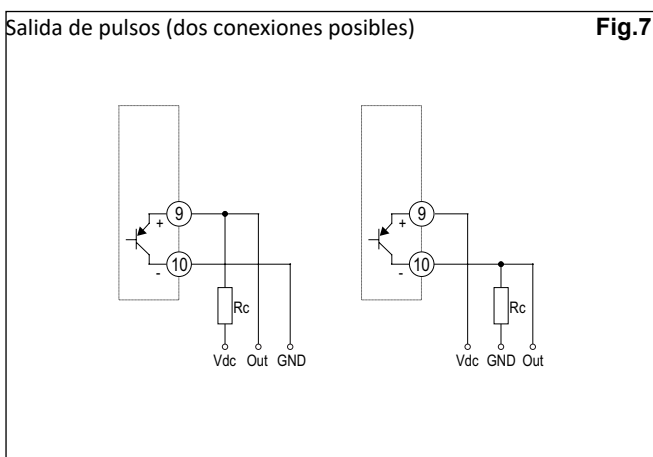 Salida de pulsos (dos conexiones posibles) Fig.7
9 9
+ +
10 10
- -
Rc Rc
Vdc Out GND Vdc GND Out